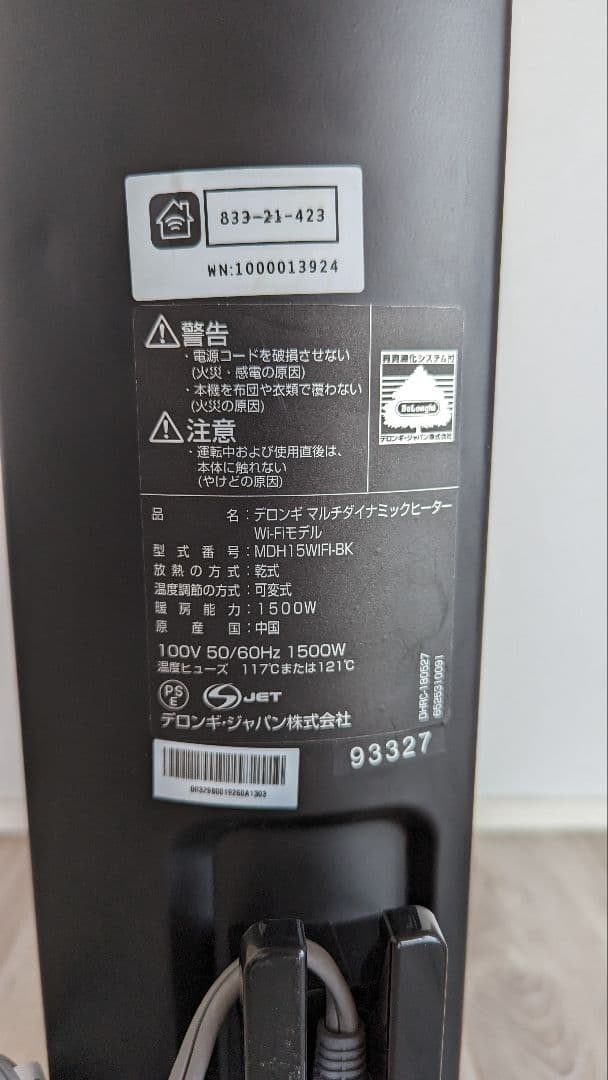 833-21-423
WN:1000013924
警告
・電源コードを破損させない
(火災・感電の原因)
・本機を布団や衣類で覆わない
(火災の原因)
注意
・運転中および使用直後は、
本体に触れない
(やけどの原因)
再資源化システム付
DeLonghi
デロンギ・ジャパン株式会社
品名：デロンギ マルチダイナミックヒーター
Wi-Fiモデル
型式番号：MDH15WIFI-BK
放熱の方式：乾式
温度調節の方式：可変式
暖房能力：1500W
原産国：中国
100V 50/60Hz 1500W
温度ヒューズ 117℃または121℃
PSE
S JET
デロンギ・ジャパン株式会社
DHRC-180527
6525310091
93327
0032980019260A1303